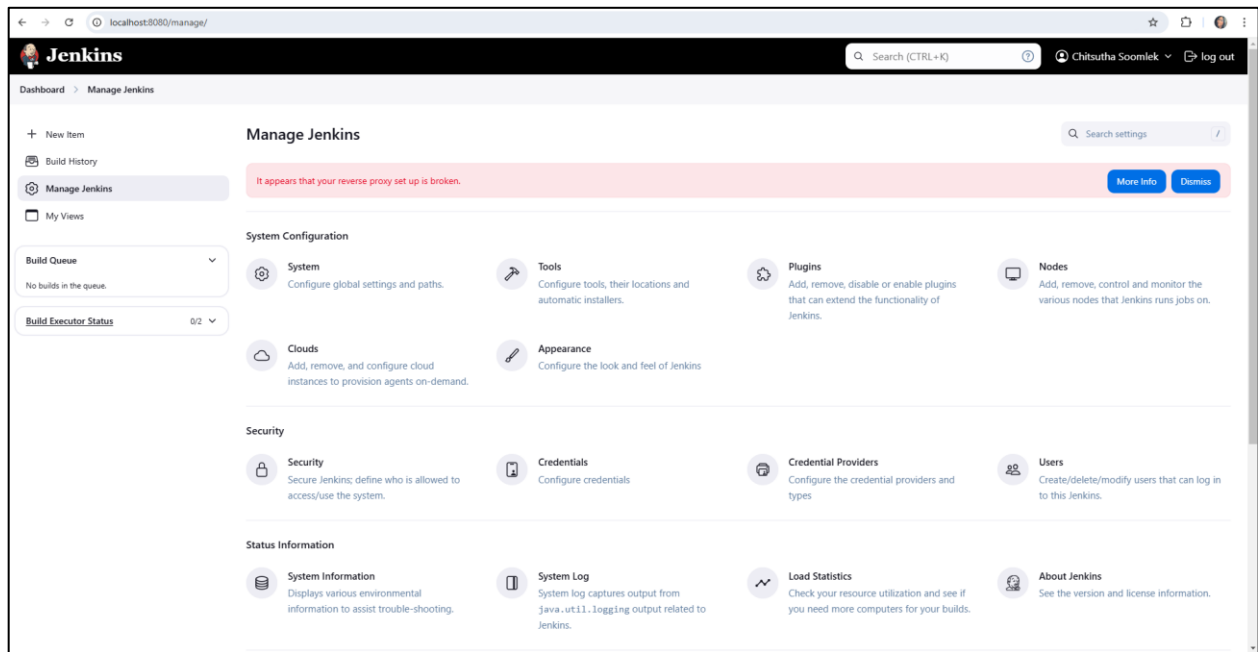 localhost:8080/manage/
Jenkins
Search (CTRL+K)
Chitsutha Soomlek
log out
Dashboard > Manage Jenkins
New Item
Build History
Manage Jenkins
My Views
Build Queue
No builds in the queue.
Build Executor Status 0/2
Manage Jenkins
Search settings /
It appears that your reverse proxy set up is broken.
More Info
Dismiss
System Configuration
System
Configure global settings and paths.
Tools
Configure tools, their locations and
automatic installers.
Plugins
Add, remove, disable or enable plugins
that can extend the functionality of
Jenkins.
Nodes
Add, remove, control and monitor the
various nodes that Jenkins runs jobs on.
Clouds
Add, remove, and configure cloud
instances to provision agents on-demand.
Appearance
Configure the look and feel of Jenkins
Security
Security
Secure Jenkins; define who is allowed to
access/use the system.
Credentials
Configure credentials
Credential Providers
Configure the credential providers and
types
Users
Create/delete/modify users that can log in
to this Jenkins.
Status Information
System Information
Displays various environmental
information to assist trouble-shooting.
System Log
System log captures output from
java.util.logging output related to
Jenkins.
Load Statistics
Check your resource utilization and see if
you need more computers for your builds.
About Jenkins
See the version and license information.